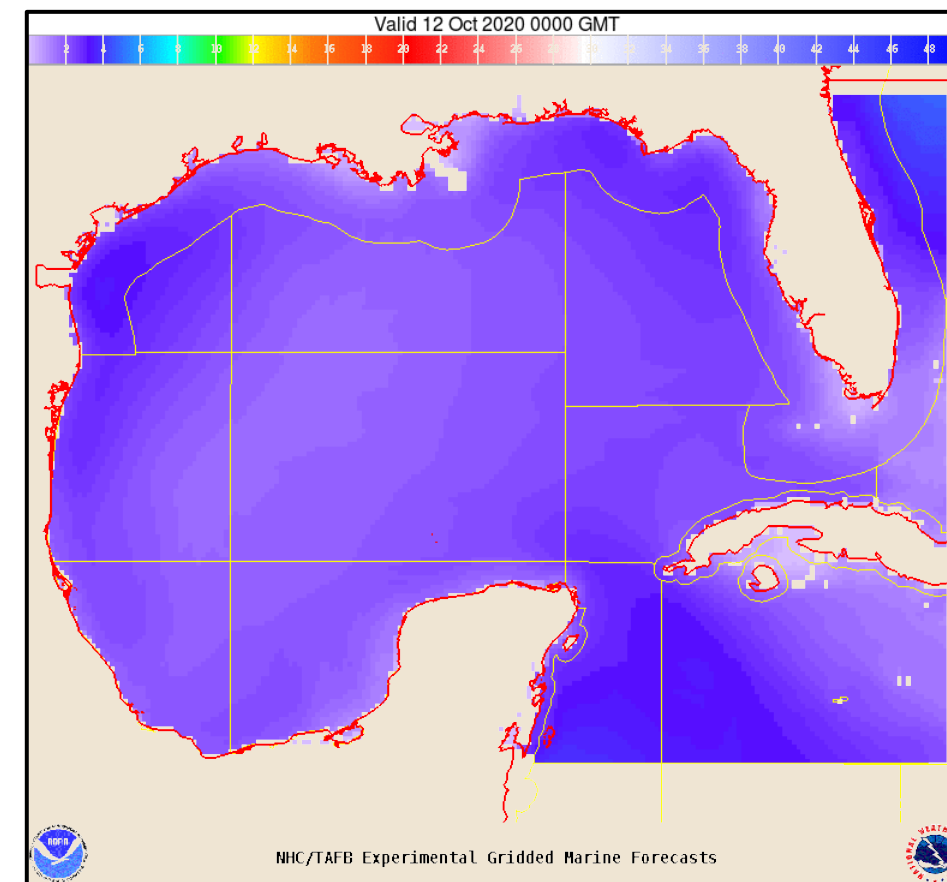 Valid 12 Oct 2020 0000 GMT
2 4 6 8 10 12 14 16 18 20 22 24 26 28 30 32 34 36 38 40 42 44 46 48
NHC/TAFB Experimental Gridded Marine Forecasts
NOAA